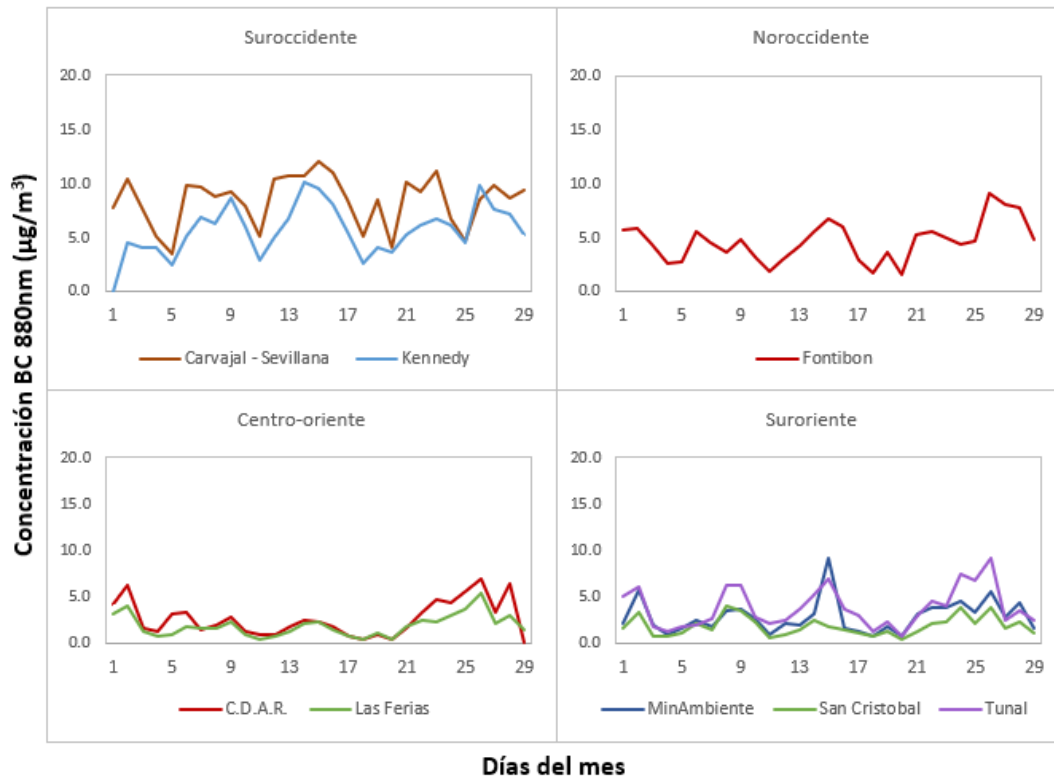 Concentración BC 880nm (µg/m³)
Suroccidente
20.0
15.0
10.0
5.0
0.0
1 5 9 13 17 21 25 29
Carvajal - Sevillana Kennedy
Noroccidente
20.0
15.0
10.0
5.0
0.0
1 5 9 13 17 21 25 29
Fontibon
Centro-oriente
20.0
15.0
10.0
5.0
0.0
1 5 9 13 17 21 25 29
C.D.A.R. Las Ferias
Suroriente
20.0
15.0
10.0
5.0
0.0
1 5 9 13 17 21 25 29
MinAmbiente San Cristobal Tunal
Días del mes